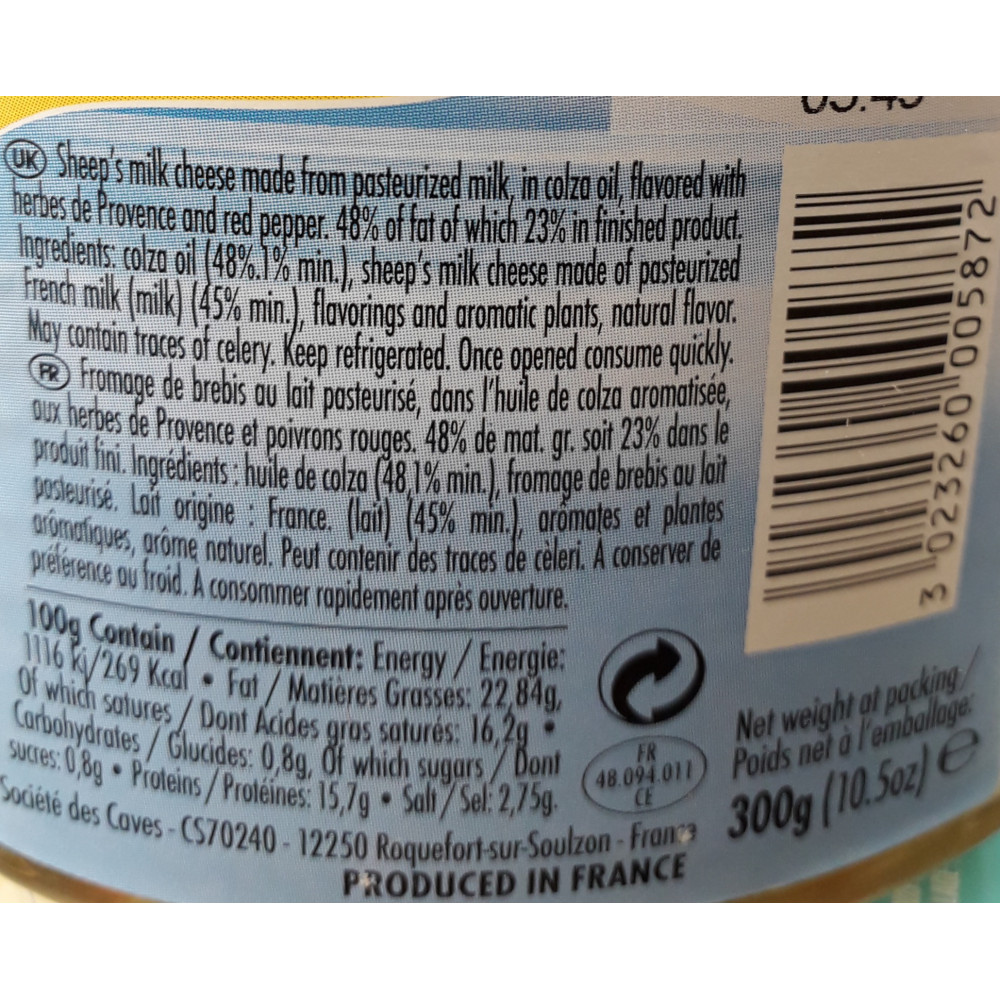 UK Sheep's milk cheese made from pasteurized milk, in colza oil, flavored with
herbes de Provence and red pepper. 48% of fat of which 23% in finished product.
Ingredients: colza oil (48%.1% min.), sheep's milk cheese made of pasteurized
French milk (milk) (45% min.), flavorings and aromatic plants, natural flavor.
May contain traces of celery. Keep refrigerated. Once opened consume quickly.
FR Fromage de brebis au lait pasteurisé, dans l'huile de colza aromatisée,
aux herbes de Provence et poivrons rouges. 48% de mat. gr. soit 23% dans le
produit fini. Ingrédients : huile de colza (48,1% min.), fromage de brebis au lait
pasteurisé. Lait origine : France. (lait) (45% min.), aromates et plantes
aromatiques, arôme naturel. Peut contenir des traces de cèleri. A conserver de
préférence au froid. A consommer rapidement après ouverture.
100g Contain / Contiennent: Energy / Energie:
1116 kj/269 Kcal • Fat / Matières Grasses: 22,84g,
Of which satures / Dont Acides gras saturés: 16,2g •
Carbohydrates / Glucides: 0,8g, Of which sugars / Dont
sucres: 0,8g • Proteins / Protéines: 15,7g • Salt / Sel: 2,75g.
Société des Caves - CS70240 - 12250 Roquefort-sur-Soulzon - France
PRODUCED IN FRANCE
FR
48.094.011
CE
Net weight at packing/
Poids net à l'emballage:
300g (10.5oz) e
3 023260 005872